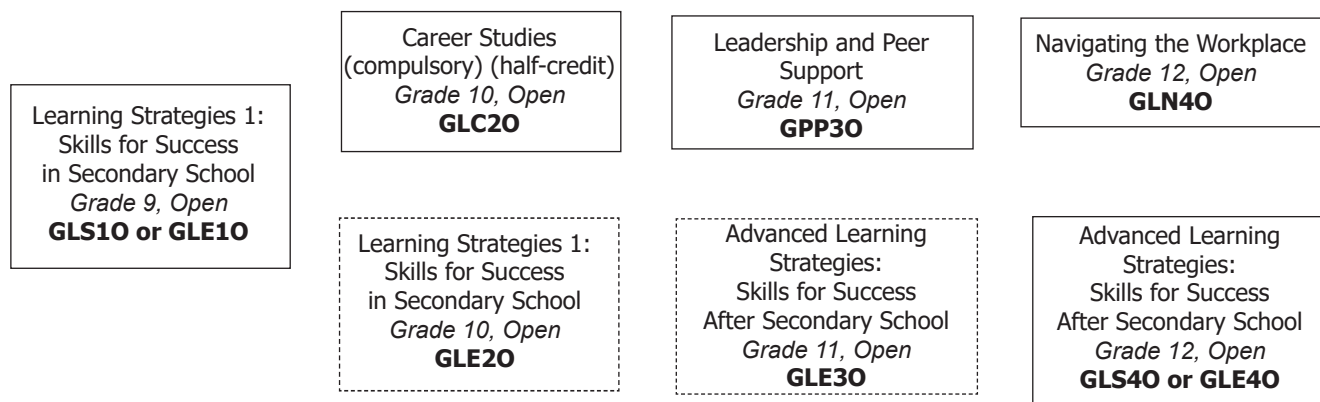 Learning Strategies 1:
Skills for Success
in Secondary School
Grade 9, Open
GLS1O or GLE1O
Career Studies
(compulsory) (half-credit)
Grade 10, Open
GLC2O
Learning Strategies 1:
Skills for Success
in Secondary School
Grade 10, Open
GLE2O
Leadership and Peer
Support
Grade 11, Open
GPP3O
Advanced Learning
Strategies:
Skills for Success
After Secondary School
Grade 11, Open
GLE3O
Navigating the Workplace
Grade 12, Open
GLN4O
Advanced Learning
Strategies:
Skills for Success
After Secondary School
Grade 12, Open
GLS4O or GLE4O